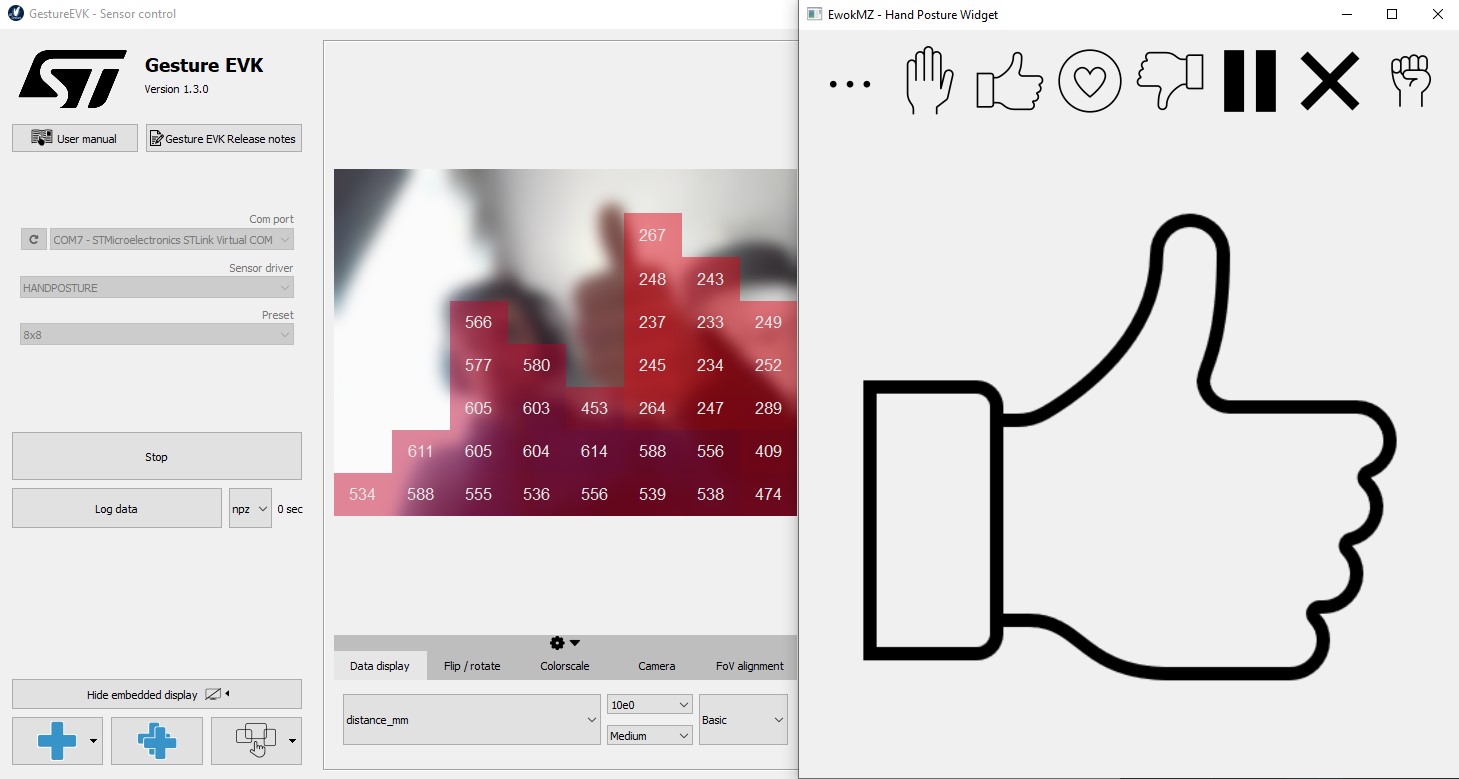 GestureEVK - Sensor control
EwokMZ - Hand Posture Widget
ST
Gesture EVK
Version 1.3.0
User manual
Gesture EVK Release notes
Com port
COM7 - STMicroelectronics STLink Virtual COM
Sensor driver
HANDPOSTURE
Preset
8x8
Stop
Log data
npz
0 sec
Hide embedded display
267
248 243
566 237 233 249
577 580 245 234 252
605 603 453 264 247 289
611 605 604 614 588 556 409
534 588 555 536 556 539 538 474
Data display
Flip / rotate
Colorscale
Camera
FoV alignment
distance_mm
10e0
Medium
Basic